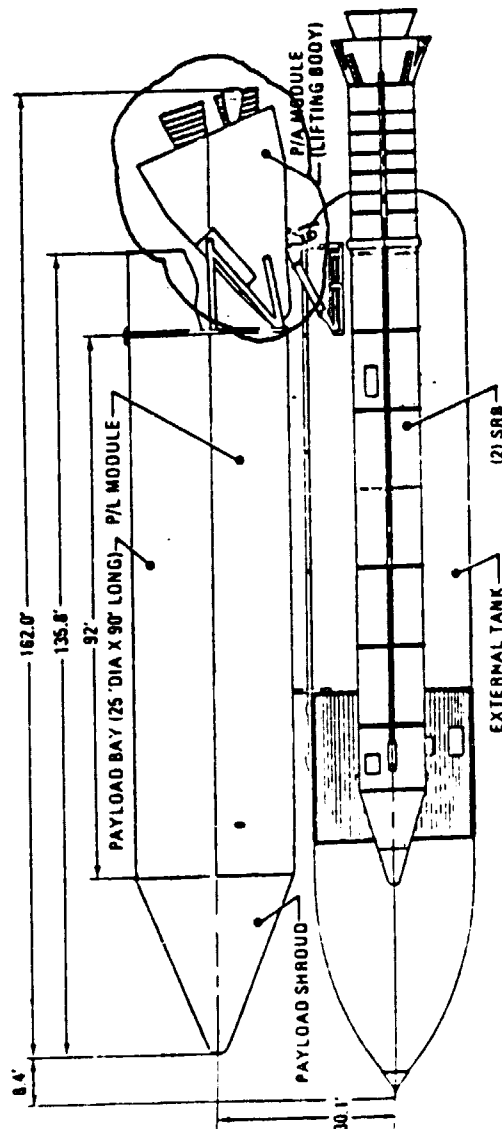 162.0'
135.8'
92'
PAYLOAD BAY (25 'DIA X 90' LONG)
P/L MODULE
P/A MODULE
(LIFTING BODY)
8.4'
PAYLOAD SHROUD
30.1'
EXTERNAL TANK
(2) SRB